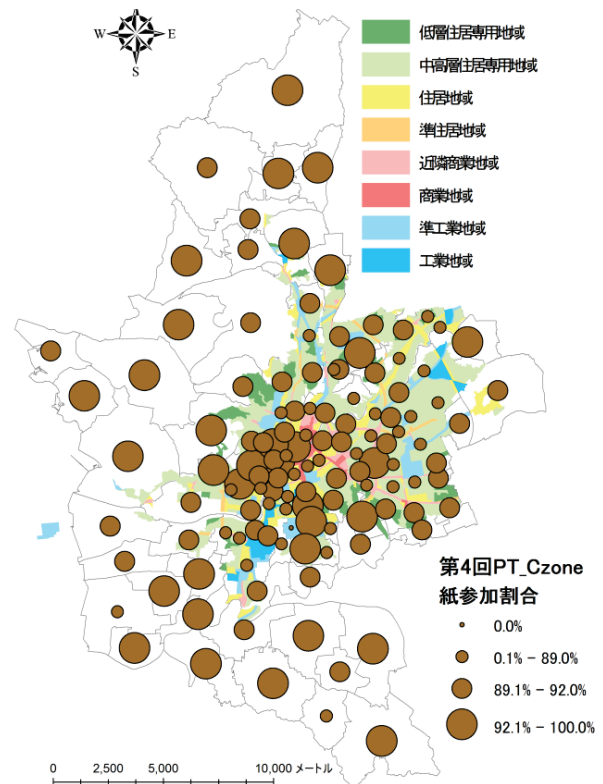 N
W
E
S
低層住居専用地域
中高層住居専用地域
住居地域
準住居地域
近隣商業地域
商業地域
準工業地域
工業地域
第4回PT_Czone
紙参加割合
0.0%
0.1% − 89.0%
89.1% − 92.0%
92.1% − 100.0%
0 2,500 5,000 10,000 メートル